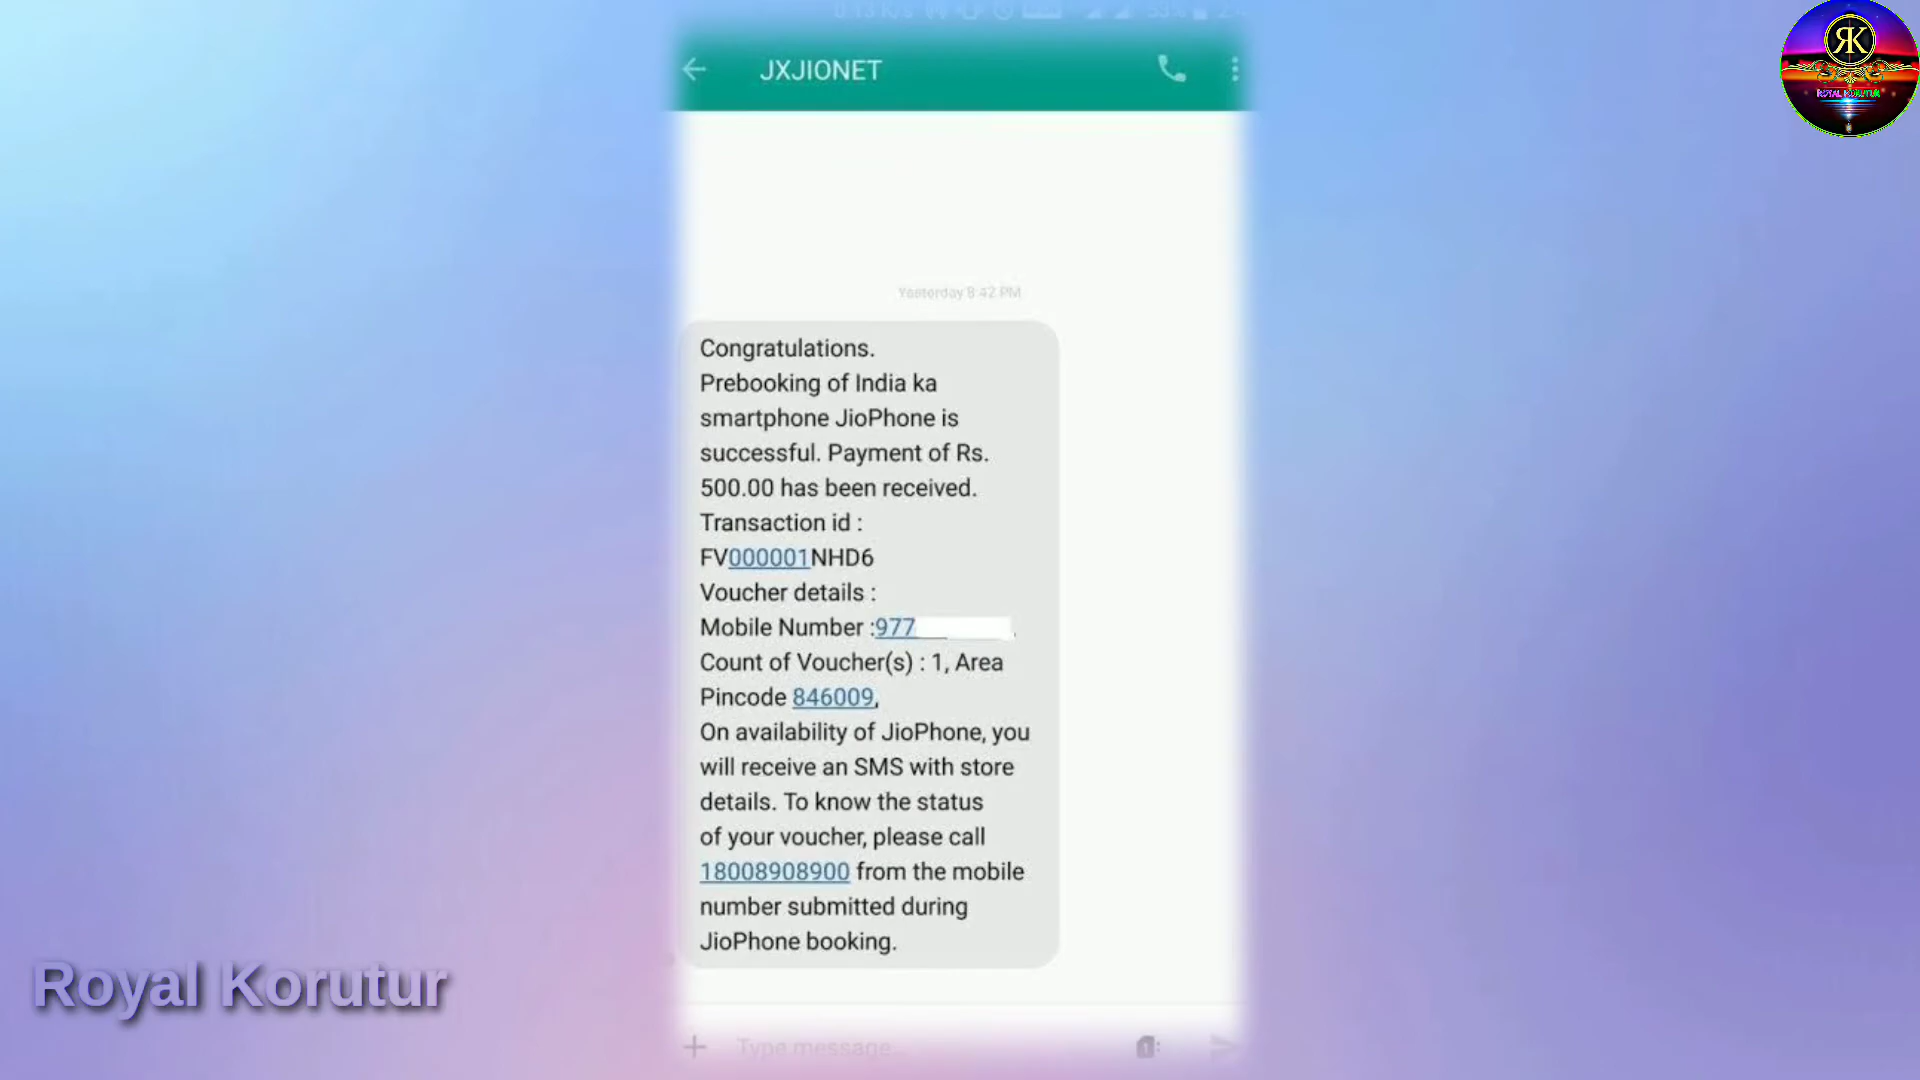 JXJIONET
Yesterday 8:42 PM
Congratulations.
Prebooking of India ka
smartphone JioPhone is
successful. Payment of Rs.
500.00 has been received.
Transaction id :
FV000001NHD6
Voucher details :
Mobile Number :977
Count of Voucher(s) : 1, Area
Pincode 846009,
On availability of JioPhone, you
will receive an SMS with store
details. To know the status
of your voucher, please call
18008908900 from the mobile
number submitted during
JioPhone booking.
Type message...
Royal Korutur
RK
ROYAL KORUTUR